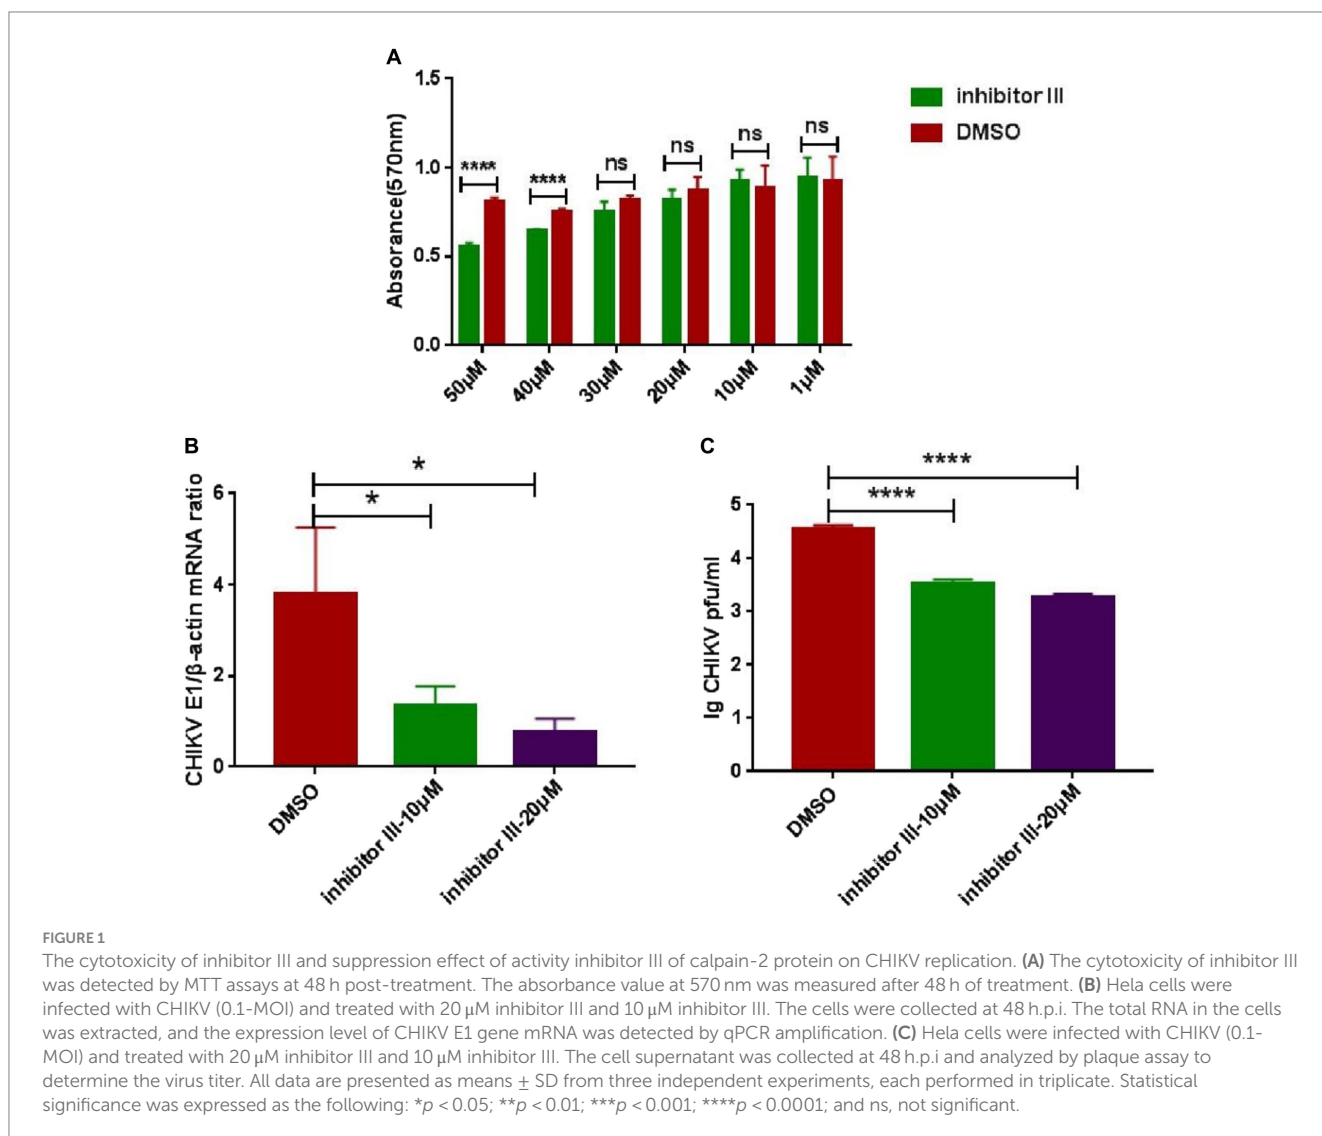 A
1.5
1.0
0.5
0.0
Absorance(570nm)
**** **** ns ns ns ns
50μM 40μM 30μM 20μM 10μM 1μM
inhibitor III
DMSO
B
6
4
2
0
CHIKV E1/β-actin mRNA ratio
*
*
DMSO
inhibitor III-10μM
inhibitor III-20μM
C
5
4
3
2
1
0
lg CHIKV pfu/ml
****
****
DMSO
inhibitor III-10μM
inhibitor III-20μM
FIGURE 1
The cytotoxicity of inhibitor III and suppression effect of activity inhibitor III of calpain-2 protein on CHIKV replication. (A) The cytotoxicity of inhibitor III
was detected by MTT assays at 48 h post-treatment. The absorbance value at 570 nm was measured after 48 h of treatment. (B) Hela cells were
infected with CHIKV (0.1-MOI) and treated with 20 μM inhibitor III and 10 μM inhibitor III. The cells were collected at 48 h.p.i. The total RNA in the cells
was extracted, and the expression level of CHIKV E1 gene mRNA was detected by qPCR amplification. (C) Hela cells were infected with CHIKV (0.1-
MOI) and treated with 20 μM inhibitor III and 10 μM inhibitor III. The cell supernatant was collected at 48 h.p.i and analyzed by plaque assay to
determine the virus titer. All data are presented as means ± SD from three independent experiments, each performed in triplicate. Statistical
significance was expressed as the following: *p < 0.05; **p < 0.01; ***p < 0.001; ****p < 0.0001; and ns, not significant.